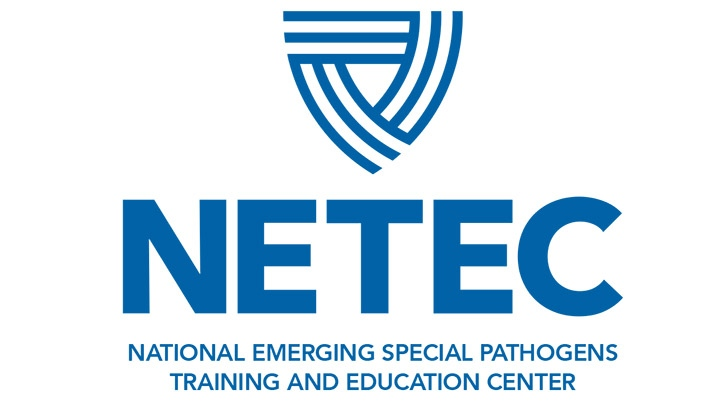 NETEC
NATIONAL EMERGING SPECIAL PATHOGENS
TRAINING AND EDUCATION CENTER